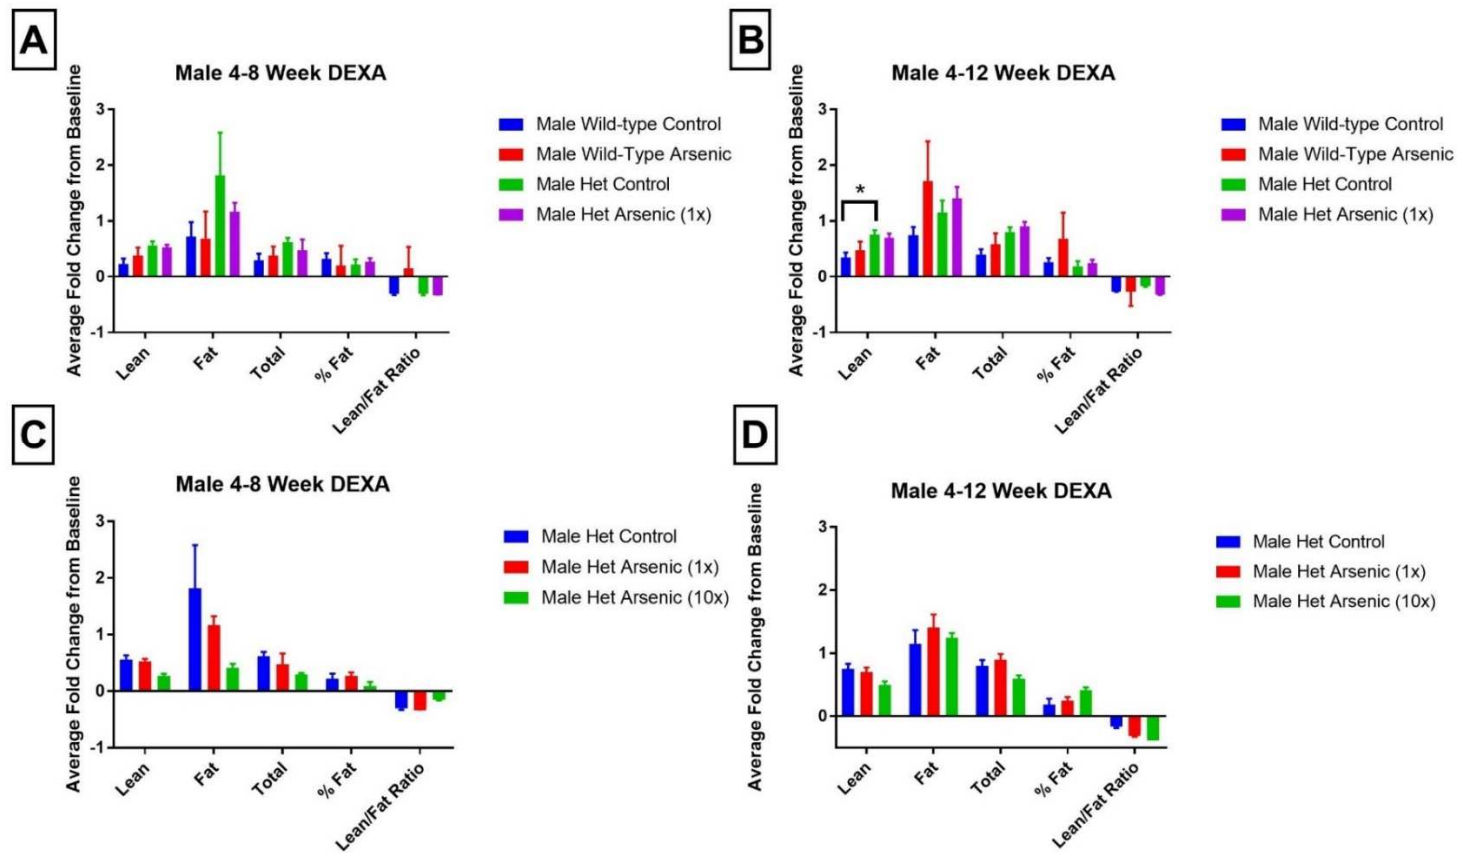 A
Male 4-8 Week DEXA
Average Fold Change from Baseline
3
2
1
0
-1
Lean
Fat
Total
% Fat
Lean/Fat Ratio
Male Wild-type Control
Male Wild-Type Arsenic
Male Het Control
Male Het Arsenic (1x)
B
Male 4-12 Week DEXA
Average Fold Change from Baseline
3
2
1
0
-1
*
Lean
Fat
Total
% Fat
Lean/Fat Ratio
Male Wild-type Control
Male Wild-Type Arsenic
Male Het Control
Male Het Arsenic (1x)
C
Male 4-8 Week DEXA
Average Fold Change from Baseline
3
2
1
0
-1
Lean
Fat
Total
% Fat
Lean/Fat Ratio
Male Het Control
Male Het Arsenic (1x)
Male Het Arsenic (10x)
D
Male 4-12 Week DEXA
Average Fold Change from Baseline
3
2
1
0
Lean
Fat
Total
% Fat
Lean/Fat Ratio
Male Het Control
Male Het Arsenic (1x)
Male Het Arsenic (10x)